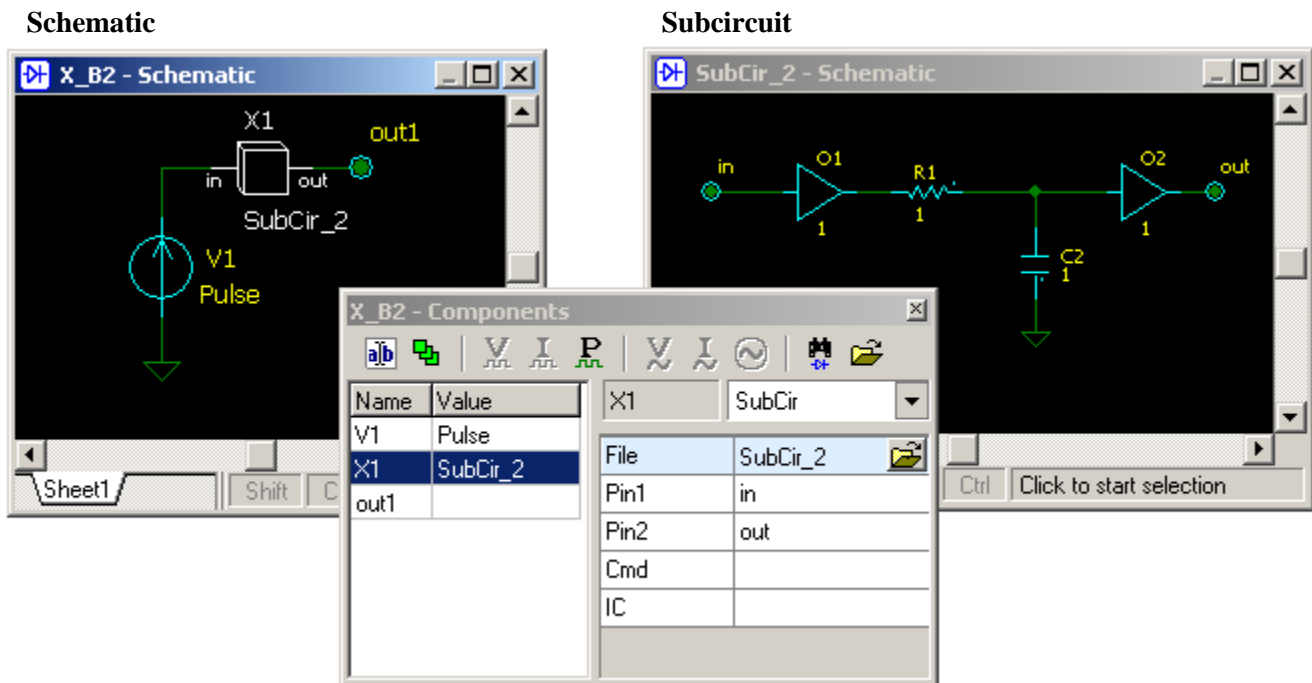 Schematic
Subcircuit
X_B2 - Schematic
X1
out1
in
out
SubCir_2
V1
Pulse
Sheet1
Shift
C
SubCir_2 - Schematic
in
O1
R1
O2
out
1
1
1
C2
1
Ctrl
Click to start selection
X_B2 - Components
a b
V I P V I
Name Value
V1 Pulse
X1 SubCir_2
out1
X1 SubCir
File SubCir_2
Pin1 in
Pin2 out
Cmd
IC